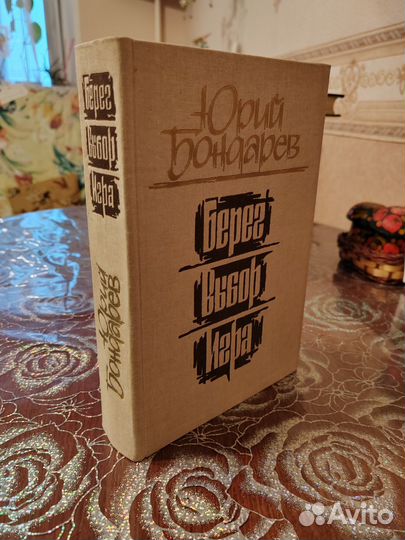 Юрий
Бондарев
Берег
Выбор
Игра
Берег
Выбор
Игра
Юрий
Бондарев
Avito